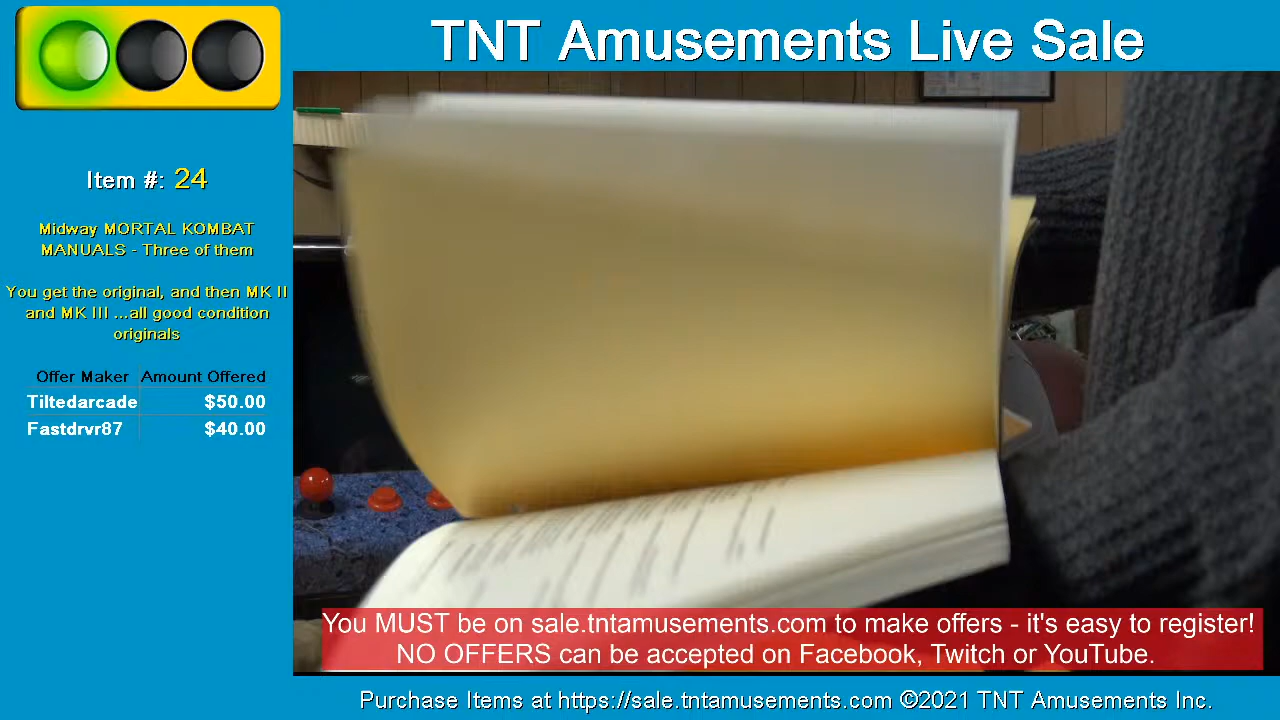 TNT Amusements Live Sale
Item #: 24
Midway MORTAL KOMBAT
MANUALS - Three of them
You get the original, and then MK II
and MK III ...all good condition
originals
Offer Maker Amount Offered
Tiltedarcade $50.00
Fastdrvr87 $40.00
You MUST be on sale.tntamusements.com to make offers - it's easy to register!
NO OFFERS can be accepted on Facebook, Twitch or YouTube.
Purchase Items at https://sale.tntamusements.com ©2021 TNT Amusements Inc.